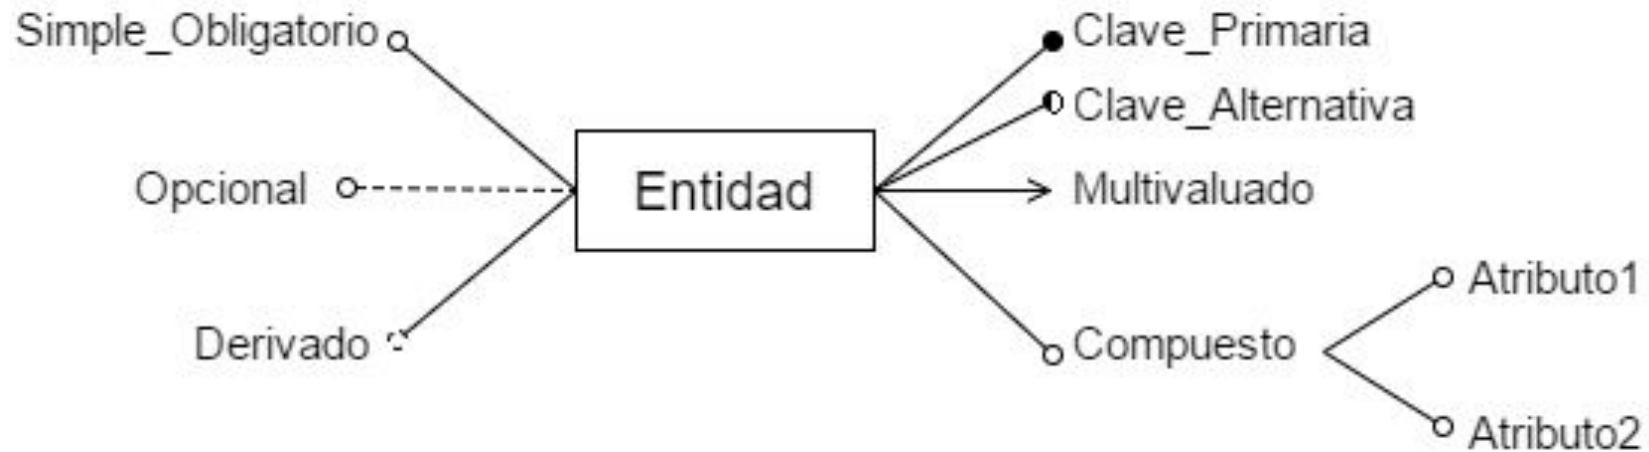 Simple_Obligatorio
Clave_Primaria
Clave_Alternativa
Opcional
Entidad
Multivaluado
Derivado
Compuesto
Atributo1
Atributo2